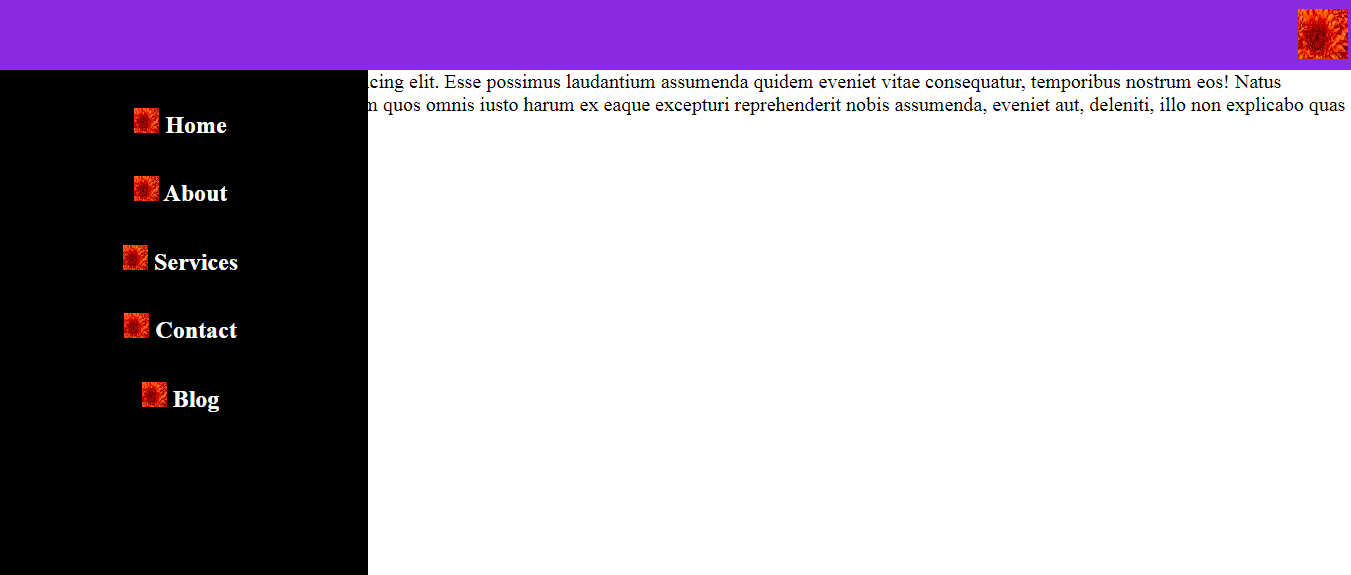 cing elit. Esse possimus laudantium assumenda quidem eveniet vitae consequatur, temporibus nostrum eos! Natus
quos omnis iusto harum ex eaque excepturi reprehenderit nobis assumenda, eveniet aut, deleniti, illo non explicabo quas
Home
About
Services
Contact
Blog